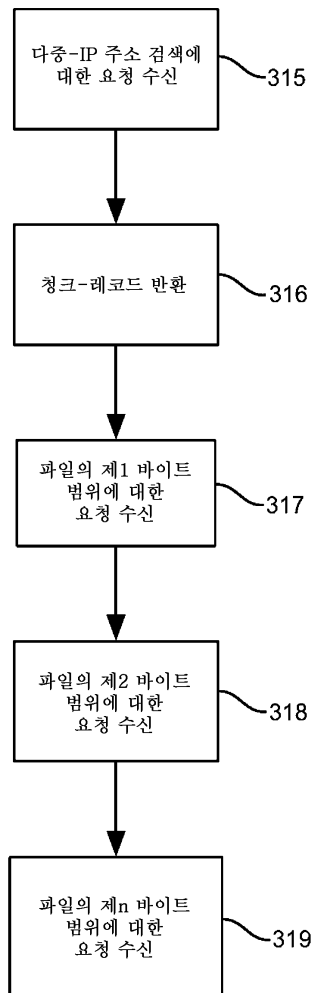 다중-IP 주소 검색에
대한 요청 수신
315
청크-레코드 반환
316
파일의 제1 바이트
범위에 대한
요청 수신
317
파일의 제2 바이트
범위에 대한
요청 수신
318
파일의 제n 바이트
범위에 대한
요청 수신
319